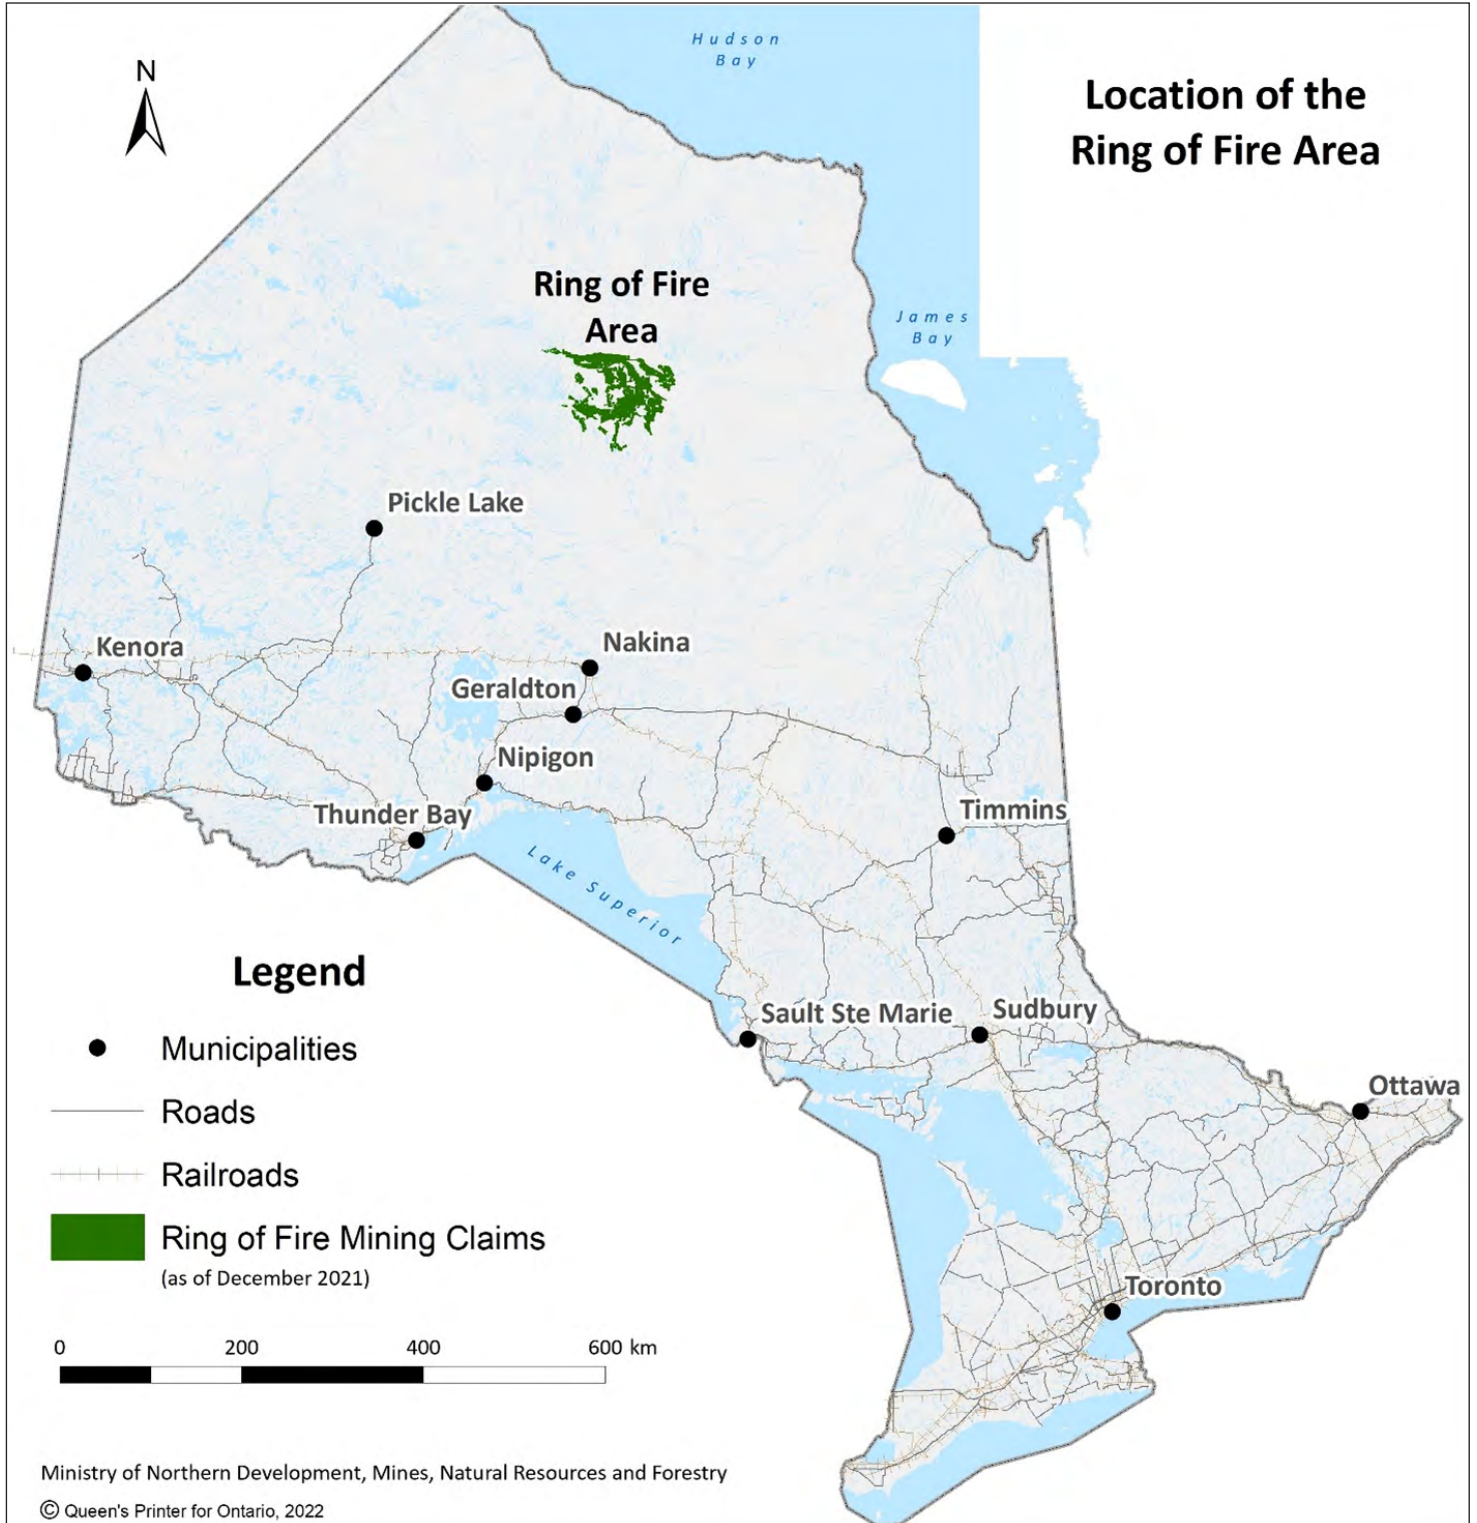 Hudson
Bay
N
Location of the
Ring of Fire Area
Ring of Fire
Area
James
Bay
Pickle Lake
Kenora
Nakina
Geraldton
Nipigon
Thunder Bay
Timmins
Lake Superior
Legend
Municipalities
Roads
Railroads
Ring of Fire Mining Claims
(as of December 2021)
Sault Ste Marie
Sudbury
Ottawa
Toronto
0 200 400 600 km
Ministry of Northern Development, Mines, Natural Resources and Forestry
© Queen's Printer for Ontario, 2022